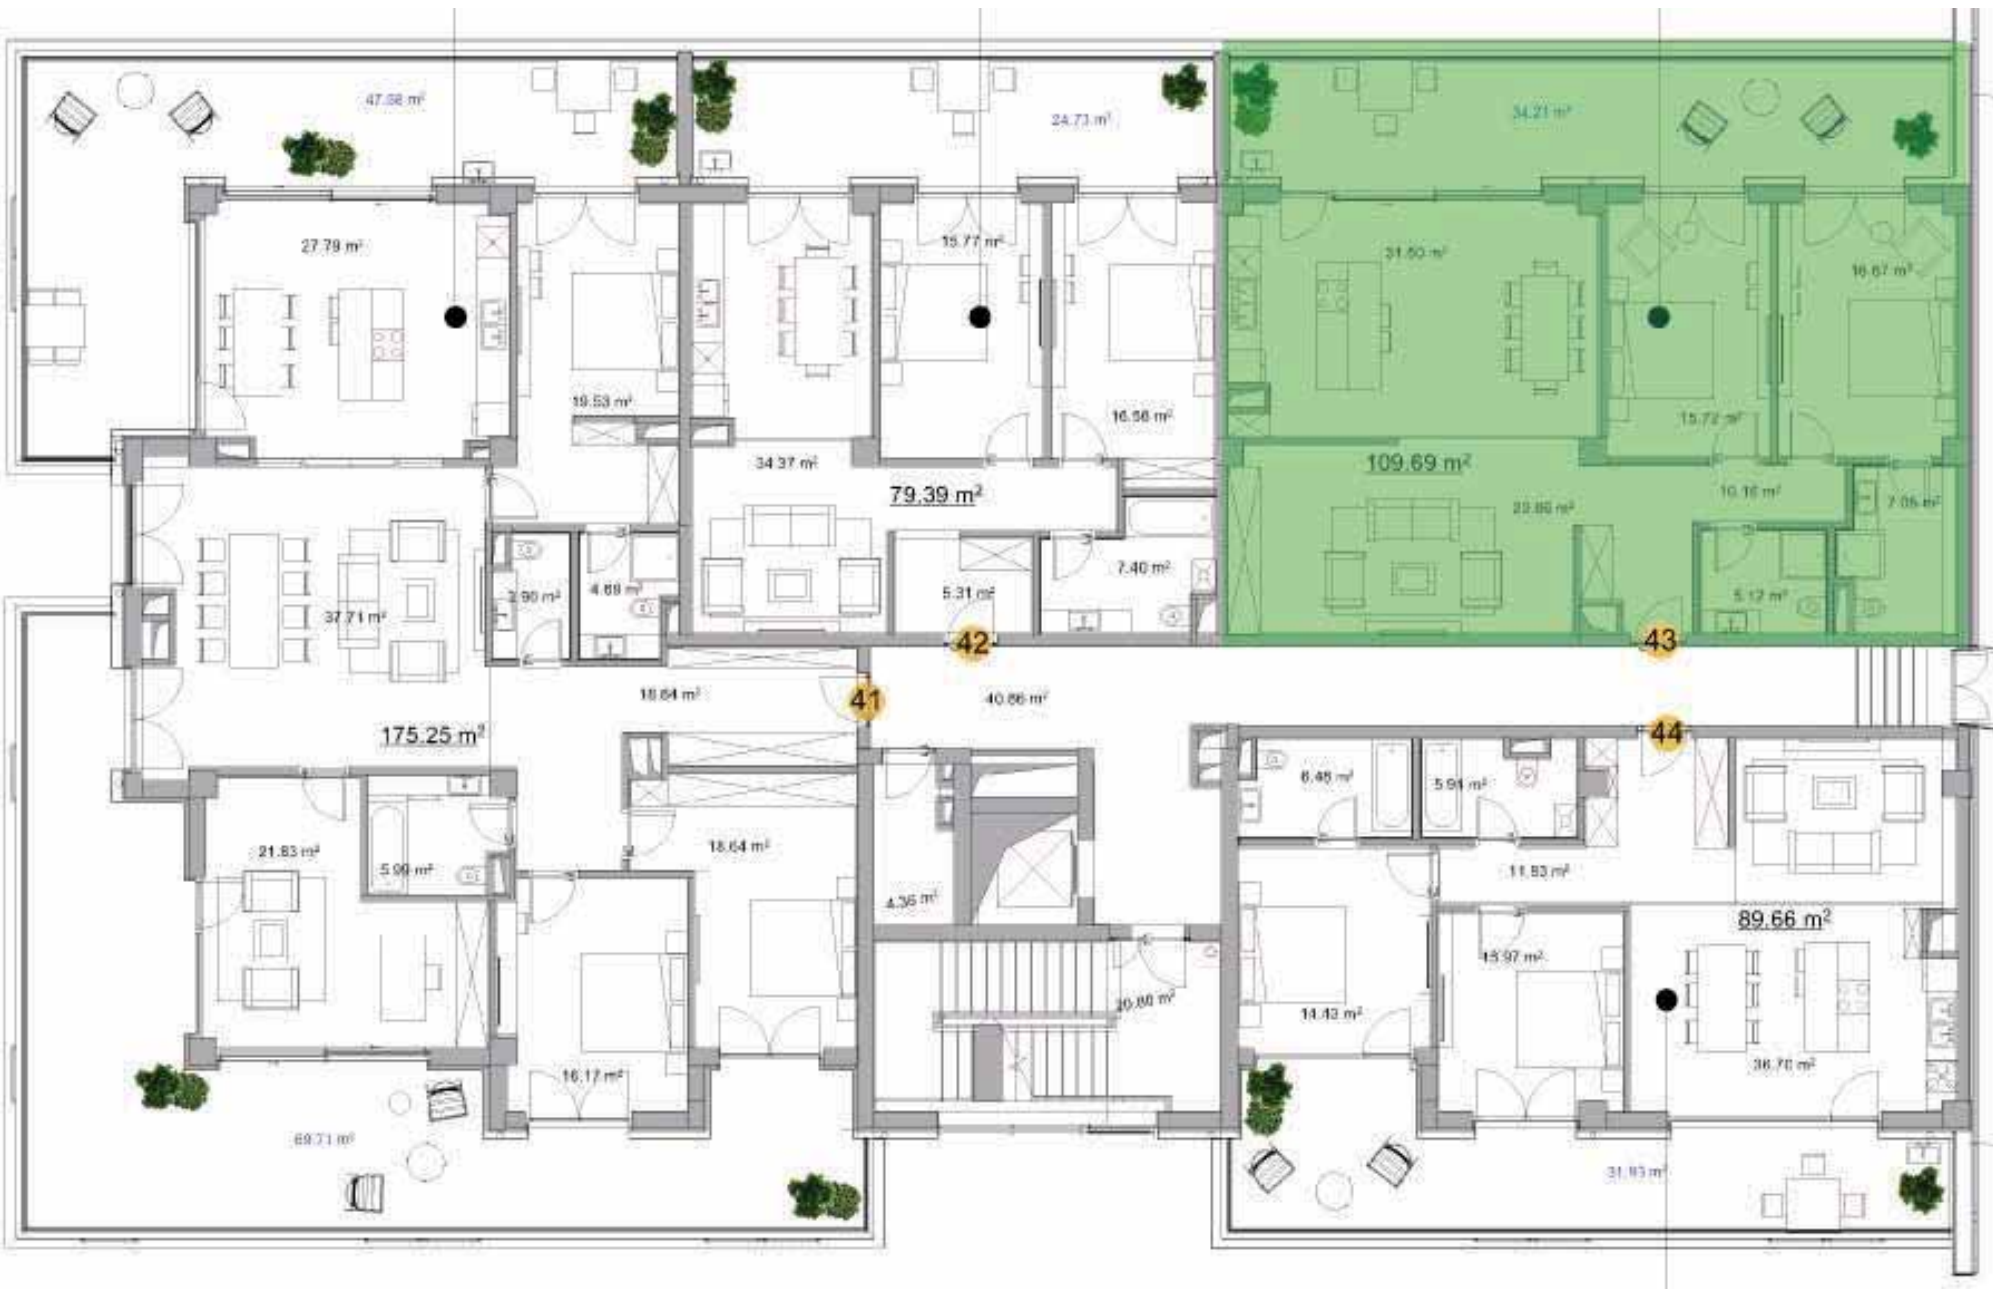 47.58 m²
24.73 m²
34.21 m²
27.79 m²
15.77 m²
31.50 m²
16.67 m²
19.53 m²
16.56 m²
15.72 m²
34.37 m²
79.39 m²
109.69 m²
10.16 m²
7.05 m²
37.71 m²
3.90 m²
4.69 m²
5.31 m²
7.40 m²
5.12 m²
42
43
18.64 m²
41
40.86 m²
175.25 m²
44
21.83 m²
5.99 m²
18.64 m²
4.36 m²
6.48 m²
5.91 m²
11.93 m²
89.66 m²
16.17 m²
20.80 m²
14.43 m²
15.97 m²
36.70 m²
69.71 m²
31.93 m²